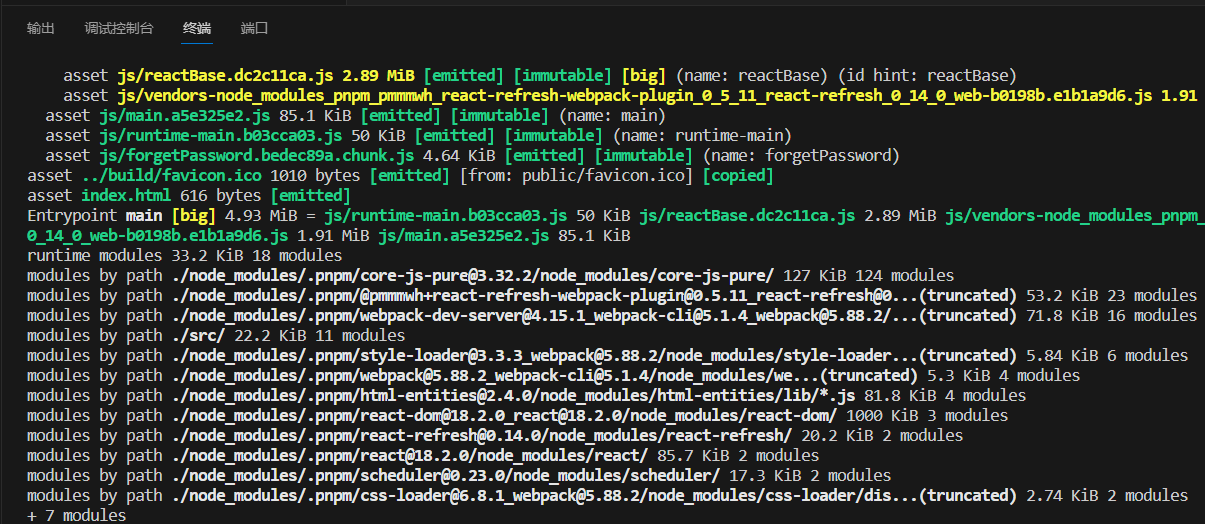 输出 调试控制台 终端 端口
asset js/reactBase.dc2c11ca.js 2.89 MiB [emitted] [immutable] [big] (name: reactBase) (id hint: reactBase)
asset js/vendors-node_modules_pnpm_pmmmwh_react-refresh-webpack-plugin_0_5_11_react-refresh_0_14_0_web-b0198b.e1b1a9d6.js 1.91
asset js/main.a5e325e2.js 85.1 KiB [emitted] [immutable] (name: main)
asset js/runtime-main.b03cca03.js 50 KiB [emitted] [immutable] (name: runtime-main)
asset js/forgetPassword.bedec89a.chunk.js 4.64 KiB [emitted] [immutable] (name: forgetPassword)
asset ../build/favicon.ico 1010 bytes [emitted] [from: public/favicon.ico] [copied]
asset index.html 616 bytes [emitted]
Entrypoint main [big] 4.93 MiB = js/runtime-main.b03cca03.js 50 KiB js/reactBase.dc2c11ca.js 2.89 MiB js/vendors-node_modules_pnpm_
0_14_0_web-b0198b.e1b1a9d6.js 1.91 MiB js/main.a5e325e2.js 85.1 KiB
runtime modules 33.2 KiB 18 modules
modules by path ./node_modules/.pnpm/core-js-pure@3.32.2/node_modules/core-js-pure/ 127 KiB 124 modules
modules by path ./node_modules/.pnpm/@pmmmwh+react-refresh-webpack-plugin@0.5.11_react-refresh@0...(truncated) 53.2 KiB 23 modules
modules by path ./node_modules/.pnpm/webpack-dev-server@4.15.1_webpack-cli@5.1.4_webpack@5.88.2/...(truncated) 71.8 KiB 16 modules
modules by path ./src/ 22.2 KiB 11 modules
modules by path ./node_modules/.pnpm/style-loader@3.3.3_webpack@5.88.2/node_modules/style-loader...(truncated) 5.84 KiB 6 modules
modules by path ./node_modules/.pnpm/webpack@5.88.2_webpack-cli@5.1.4/node_modules/we...(truncated) 5.3 KiB 4 modules
modules by path ./node_modules/.pnpm/html-entities@2.4.0/node_modules/html-entities/lib/*.js 81.8 KiB 4 modules
modules by path ./node_modules/.pnpm/react-dom@18.2.0_react@18.2.0/node_modules/react-dom/ 1000 KiB 3 modules
modules by path ./node_modules/.pnpm/react-refresh@0.14.0/node_modules/react-refresh/ 20.2 KiB 2 modules
modules by path ./node_modules/.pnpm/react@18.2.0/node_modules/react/ 85.7 KiB 2 modules
modules by path ./node_modules/.pnpm/scheduler@0.23.0/node_modules/scheduler/ 17.3 KiB 2 modules
modules by path ./node_modules/.pnpm/css-loader@6.8.1_webpack@5.88.2/node_modules/css-loader/dis...(truncated) 2.74 KiB 2 modules
+ 7 modules